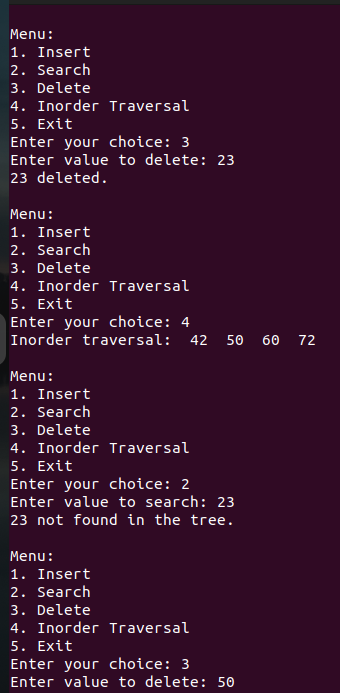 Menu:
1. Insert
2. Search
3. Delete
4. Inorder Traversal
5. Exit
Enter your choice: 3
Enter value to delete: 23
23 deleted.
Menu:
1. Insert
2. Search
3. Delete
4. Inorder Traversal
5. Exit
Enter your choice: 4
Inorder traversal:  42  50  60  72
Menu:
1. Insert
2. Search
3. Delete
4. Inorder Traversal
5. Exit
Enter your choice: 2
Enter value to search: 23
23 not found in the tree.
Menu:
1. Insert
2. Search
3. Delete
4. Inorder Traversal
5. Exit
Enter your choice: 3
Enter value to delete: 50